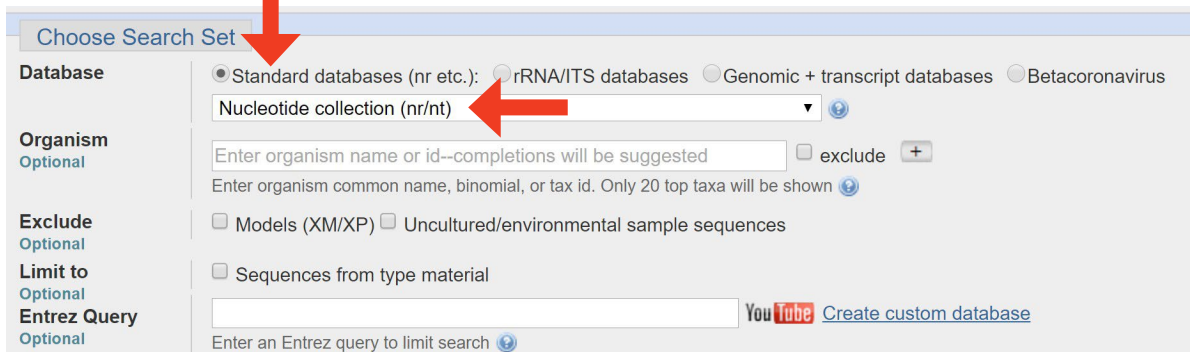 Choose Search Set
Database
Standard databases (nr etc.): rRNA/ITS databases Genomic + transcript databases Betacoronavirus
Nucleotide collection (nr/nt)
Organism
Optional
Enter organism name or id--completions will be suggested exclude +
Enter organism common name, binomial, or tax id. Only 20 top taxa will be shown ?
Exclude
Optional
Models (XM/XP) Uncultured/environmental sample sequences
Limit to
Optional
Sequences from type material
Entrez Query
Optional
YouTube Create custom database
Enter an Entrez query to limit search ?